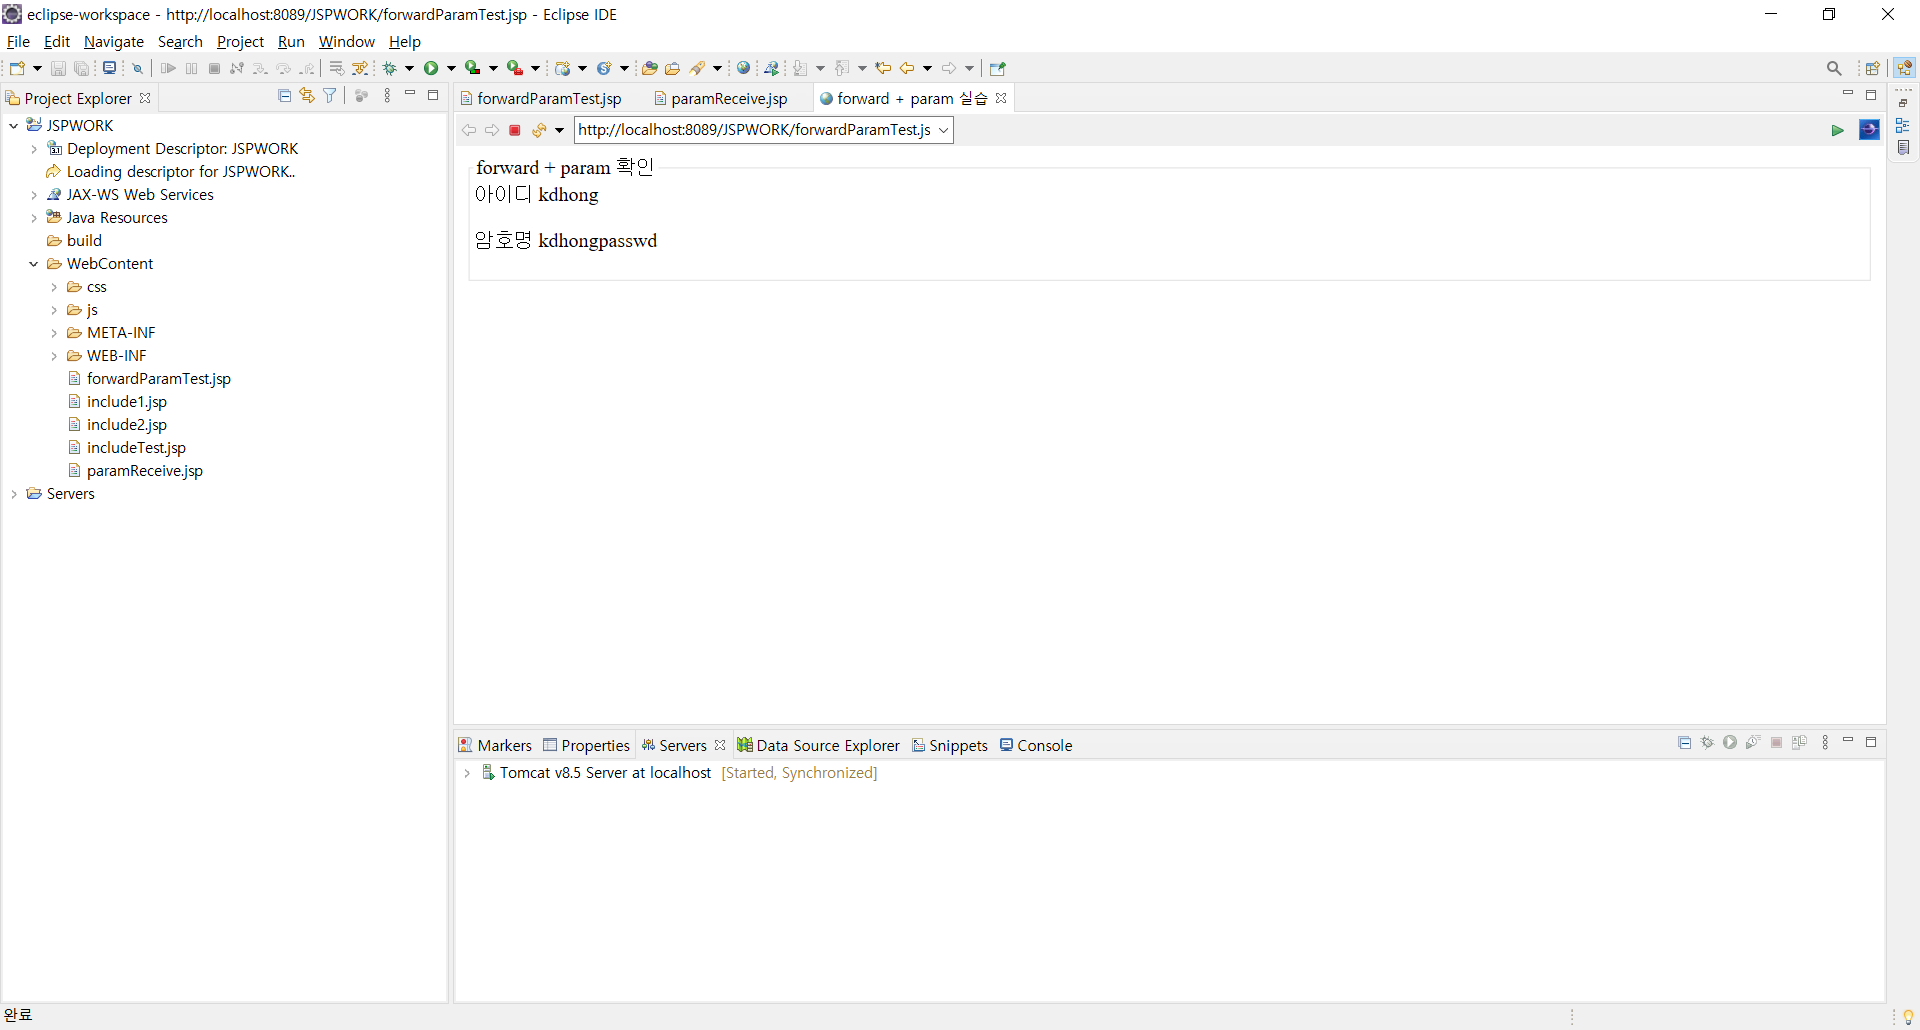 eclipse-workspace - http://localhost:8089/JSPWORK/forwardParamTest.jsp - Eclipse IDE
File Edit Navigate Search Project Run Window Help
Project Explorer
forwardParamTest.jsp paramReceive.jsp forward + param 실습
JSPWORK
Deployment Descriptor: JSPWORK
Loading descriptor for JSPWORK..
JAX-WS Web Services
Java Resources
build
WebContent
css
js
META-INF
WEB-INF
forwardParamTest.jsp
include1.jsp
include2.jsp
includeTest.jsp
paramReceive.jsp
Servers
http://localhost:8089/JSPWORK/forwardParamTest.js
forward + param 확인
아이디 kdhong
암호명 kdhongpasswd
Markers Properties Servers Data Source Explorer Snippets Console
Tomcat v8.5 Server at localhost [Started, Synchronized]
완료